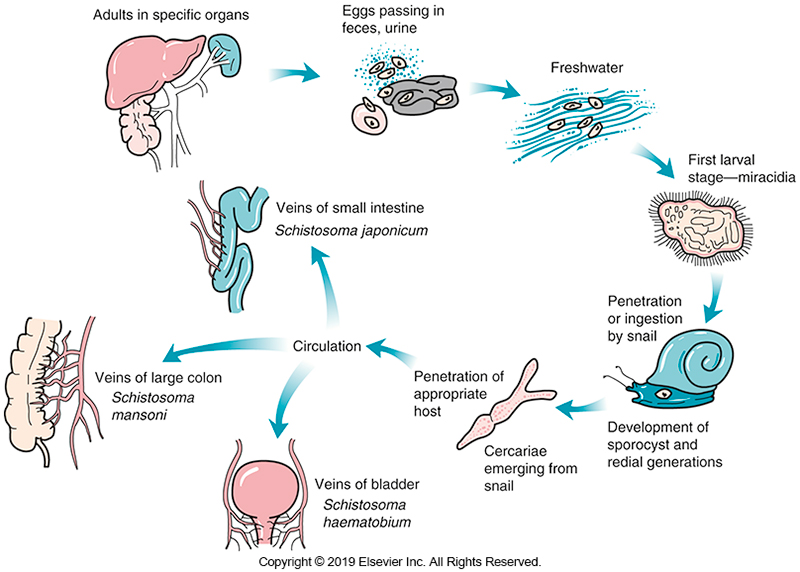 Adults in specific organs
Eggs passing in
feces, urine
Freshwater
First larval
stage—miracidia
Penetration
or ingestion
by snail
Development of
sporocyst and
redial generations
Cercariae
emerging from
snail
Penetration of
appropriate
host
Circulation
Veins of small intestine
Schistosoma japonicum
Veins of large colon
Schistosoma
mansoni
Veins of bladder
Schistosoma
haematobium
Copyright © 2019 Elsevier Inc. All Rights Reserved.